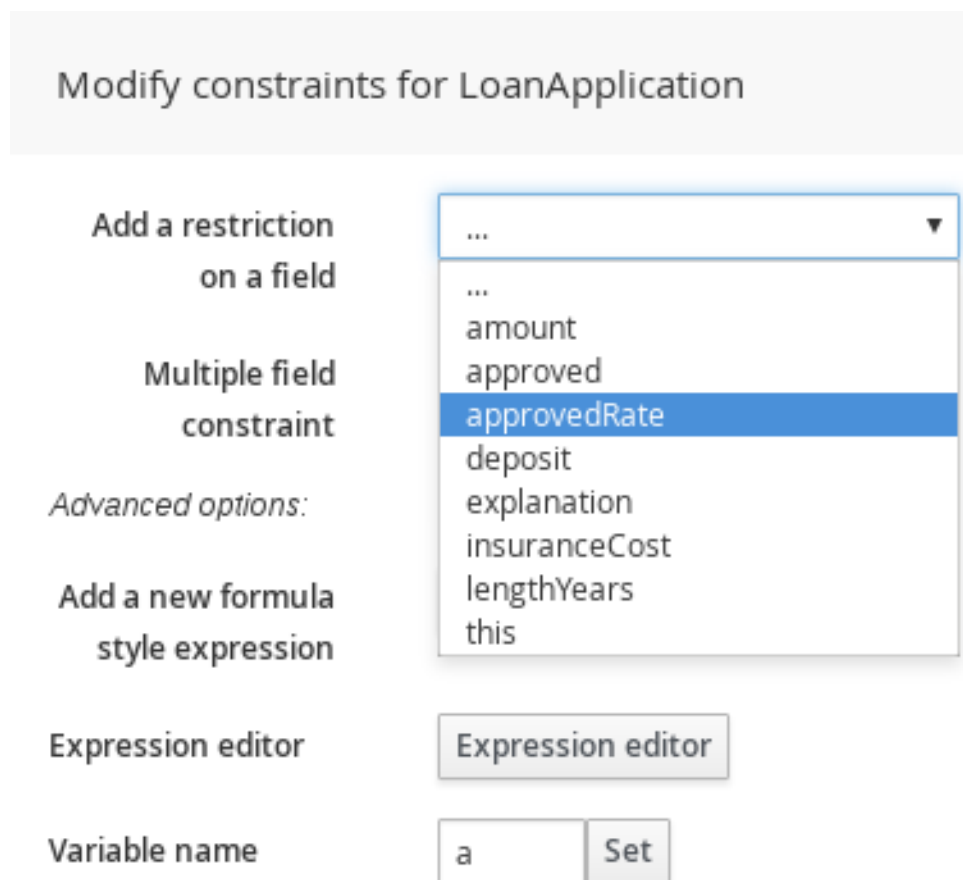 Modify constraints for LoanApplication
Add a restriction
on a field
...
...
amount
approved
approvedRate
deposit
explanation
insuranceCost
lengthYears
this
Multiple field
constraint
Advanced options:
Add a new formula
style expression
Expression editor
Expression editor
Variable name
a
Set